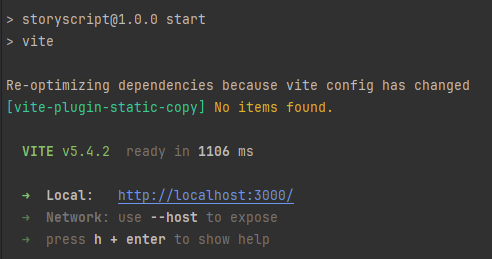 > storyscript@1.0.0 start
> vite
Re-optimizing dependencies because vite config has changed
[vite-plugin-static-copy] No items found.
VITE v5.4.2 ready in 1106 ms
➜ Local: http://localhost:3000/
➜ Network: use --host to expose
➜ press h + enter to show help